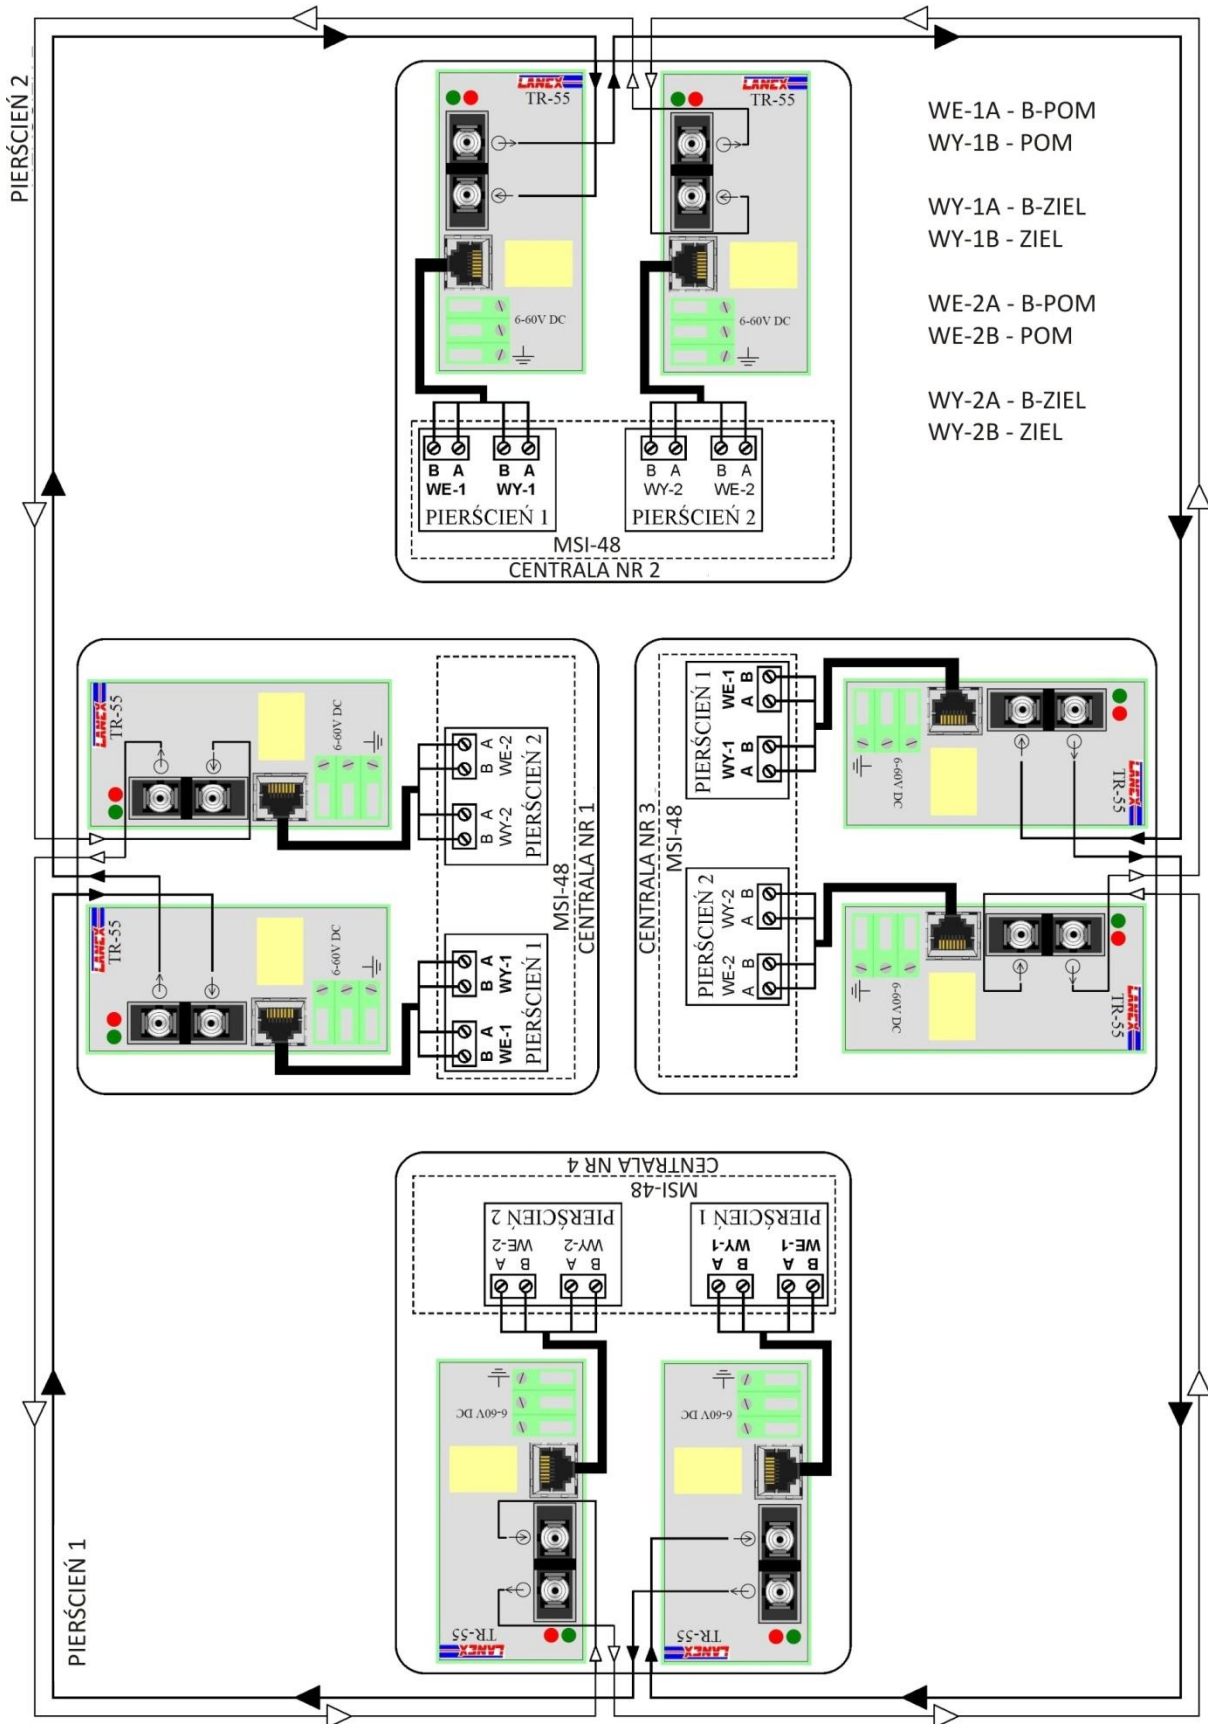 PIERŚCIEŃ 2
LANEX
TR-55
6-60V DC
LANEX
TR-55
6-60V DC
WE-1A - B-POM
WY-1B - POM
WY-1A - B-ZIEL
WY-1B - ZIEL
WE-2A - B-POM
WE-2B - POM
WY-2A - B-ZIEL
WY-2B - ZIEL
B A B A
WE-1 WY-1
PIERŚCIEŃ 1
B A B A
WY-2 WE-2
PIERŚCIEŃ 2
MSI-48
CENTRALA NR 2
LANEX
TR-55
6-60V DC
B A B A
WY-2 WE-2
PIERŚCIEŃ 2
LANEX
TR-55
6-60V DC
B A B A
WE-1 WY-1
PIERŚCIEŃ 1
MSI-48
CENTRALA NR 1
CENTRALA NR 3
MSI-48
PIERŚCIEŃ 1
WY-1 WE-1
A B A B
6-60V DC
TR-55
LANEX
PIERŚCIEŃ 2
WE-2 WY-2
A B A B
6-60V DC
TR-55
LANEX
CENTRALA NR 4
MSI-48
PIERŚCIEŃ 2
WE-2 WY-2
A B A B
PIERŚCIEŃ 1
WY-1 WE-1
A B A B
6-60V DC
TR-55
LANEX
6-60V DC
TR-55
LANEX
PIERŚCIEŃ 1